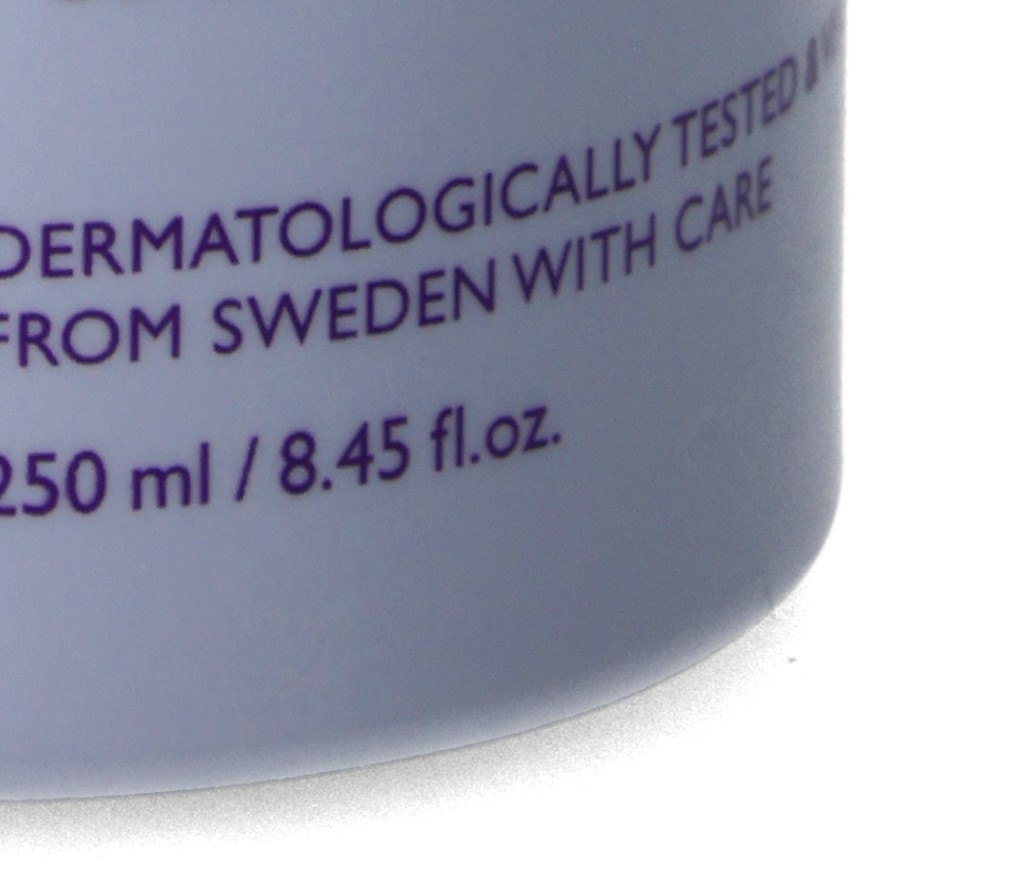 DERMATOLOGICALLY TESTED &
FROM SWEDEN WITH CARE
250 ml / 8.45 fl.oz.